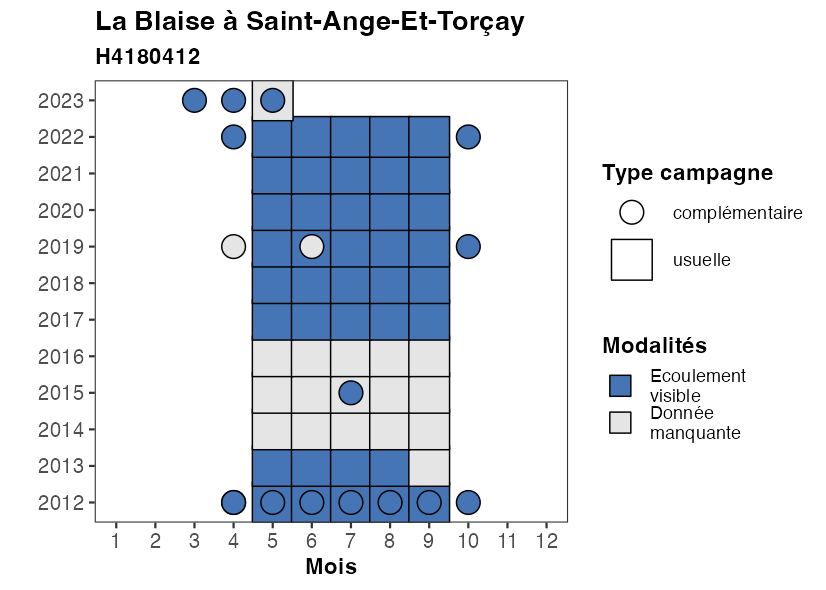 La Blaise à Saint-Ange-Et-Torçay
H4180412
2023
2022
2021
2020
2019
2018
2017
2016
2015
2014
2013
2012
1 2 3 4 5 6 7 8 9 10 11 12
Mois
Type campagne
complémentaire
usuelle
Modalités
Ecoulement
visible
Donnée
manquante